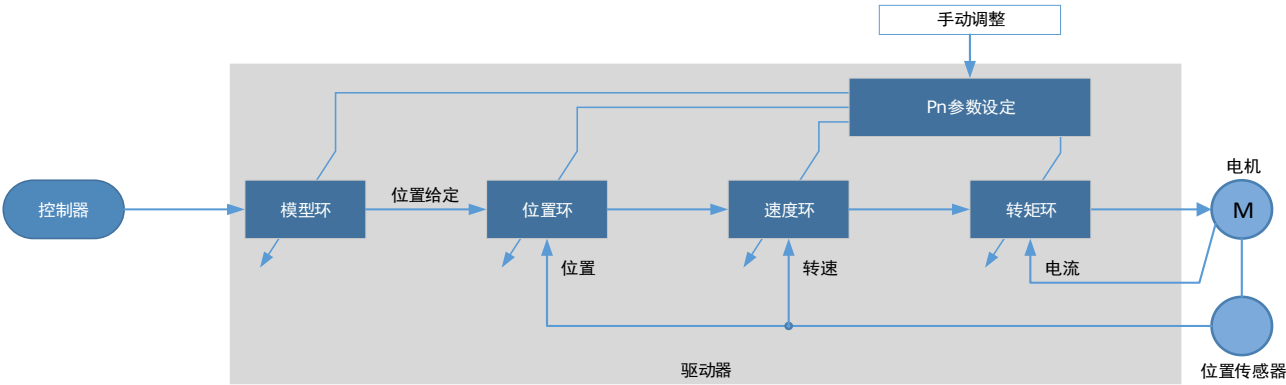 手动调整
Pn参数设定
电机
控制器
模型环
位置给定
位置环
速度环
转矩环
M
位置
转速
电流
驱动器
位置传感器